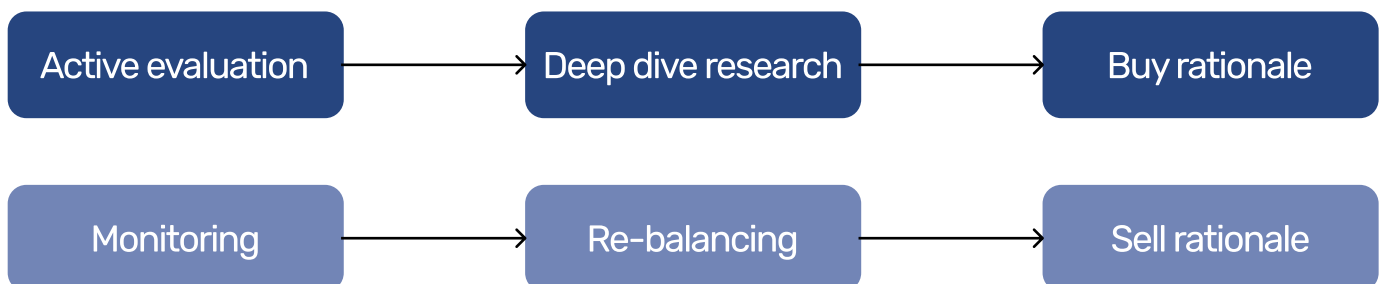 Active evaluation
Deep dive research
Buy rationale
Monitoring
Re-balancing
Sell rationale